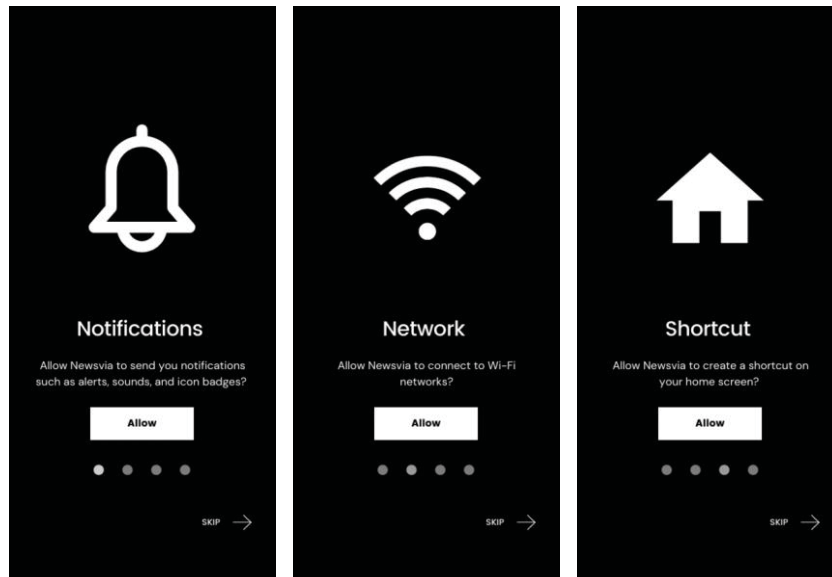 Notifications
Allow Newsvia to send you notifications
such as alerts, sounds, and icon badges?
Allow
SKIP
Network
Allow Newsvia to connect to Wi-Fi
networks?
Allow
SKIP
Shortcut
Allow Newsvia to create a shortcut on
your home screen?
Allow
SKIP